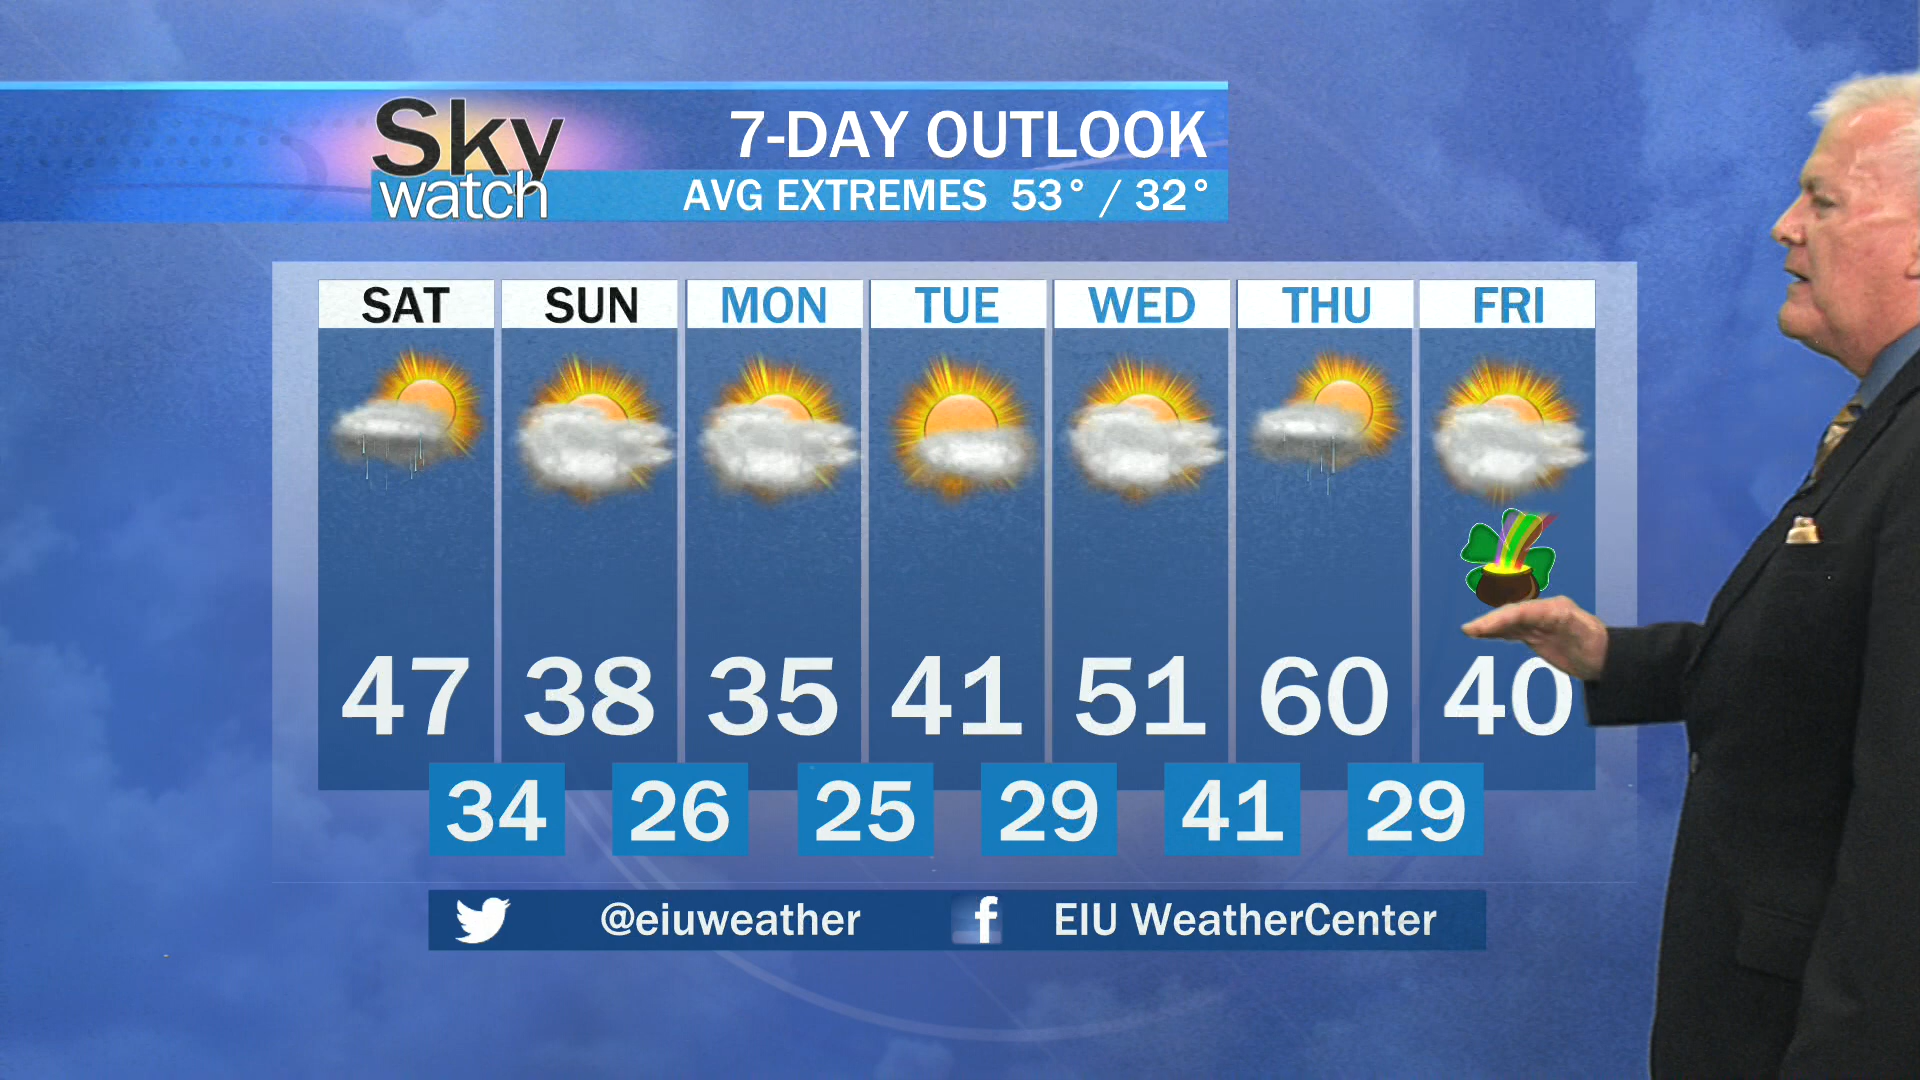 Sky
watch
7-DAY OUTLOOK
AVG EXTREMES 53° / 32°
SAT SUN MON TUE WED THU FRI
47 38 35 41 51 60 40
34 26 25 29 41 29
@eiuweather f EIU WeatherCenter